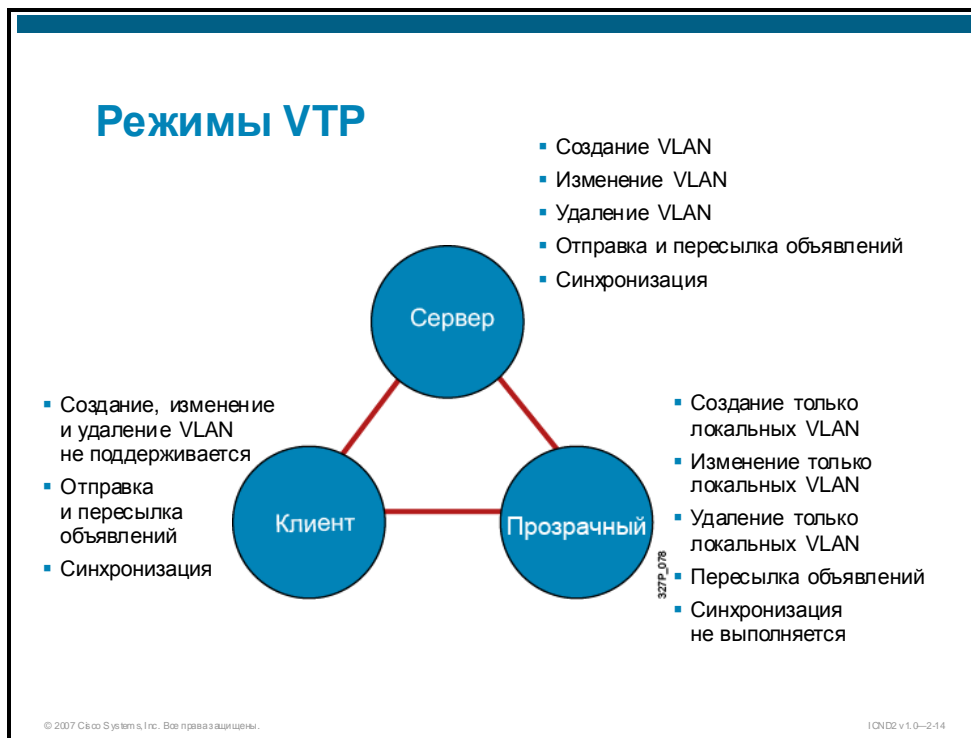 Режимы VTP
Создание VLAN
Изменение VLAN
Удаление VLAN
Отправка и пересылка объявлений
Синхронизация
Сервер
Создание, изменение
и удаление VLAN
не поддерживается
Отправка
и пересылка
объявлений
Синхронизация
Клиент
Прозрачный
327P_078
Создание только
локальных VLAN
Изменение только
локальных VLAN
Удаление только
локальных VLAN
Пересылка объявлений
Синхронизация
не выполняется
© 2007 Cisco Systems, Inc. Все права защищены.
ICND2 v1.0—2-14